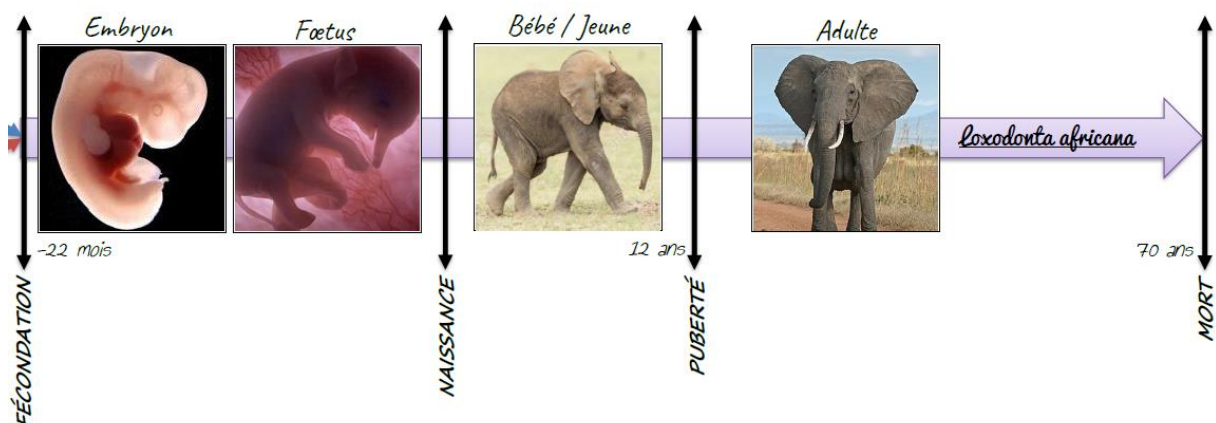 Embryon
Fœtus
Bébé / Jeune
Adulte
Loxodonta africana
-22 mois
12 ans
70 ans
FÉCONDATION
NAISSANCE
PUBERTÉ
MORT